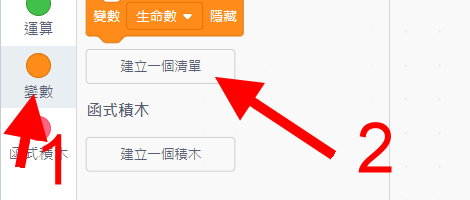 運算
變數
函式積木
變數 生命數 隱藏
建立一個清單
函式積木
建立一個積木
1
2